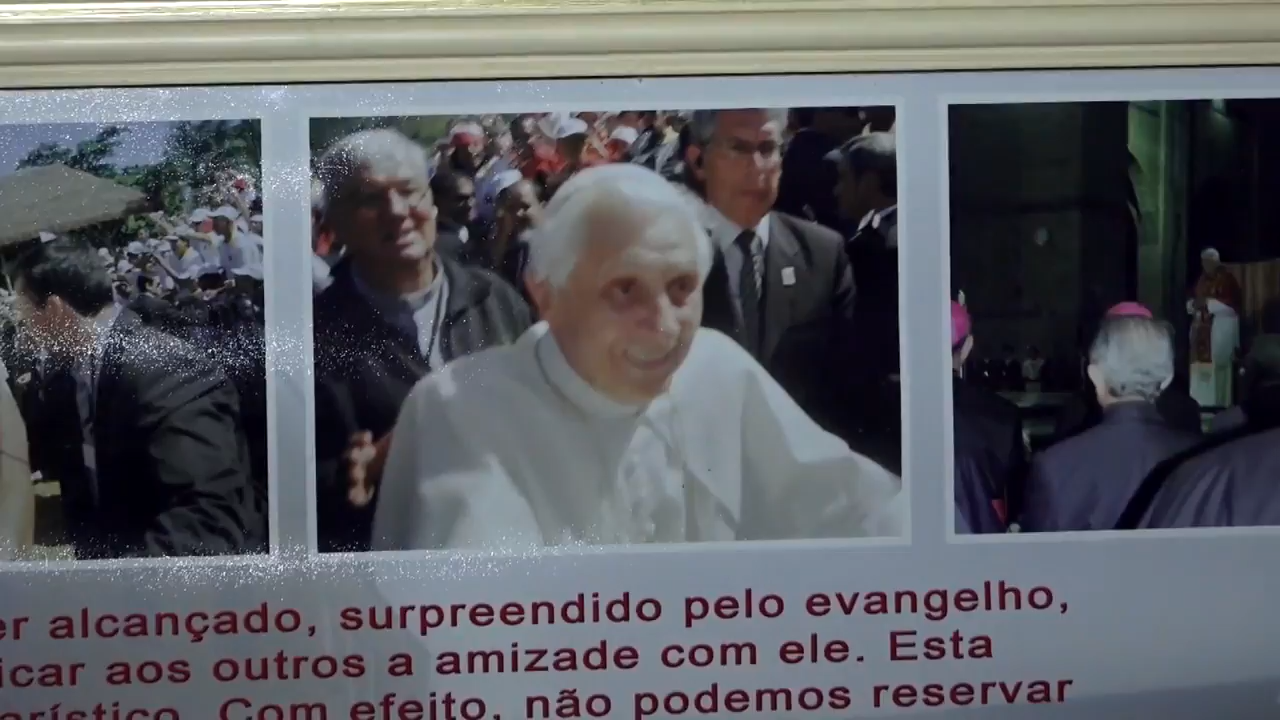 alcançado, surpreendido pelo evangelho,
aos outros a amizade com ele. Esta
Com efeito, não podemos reservar